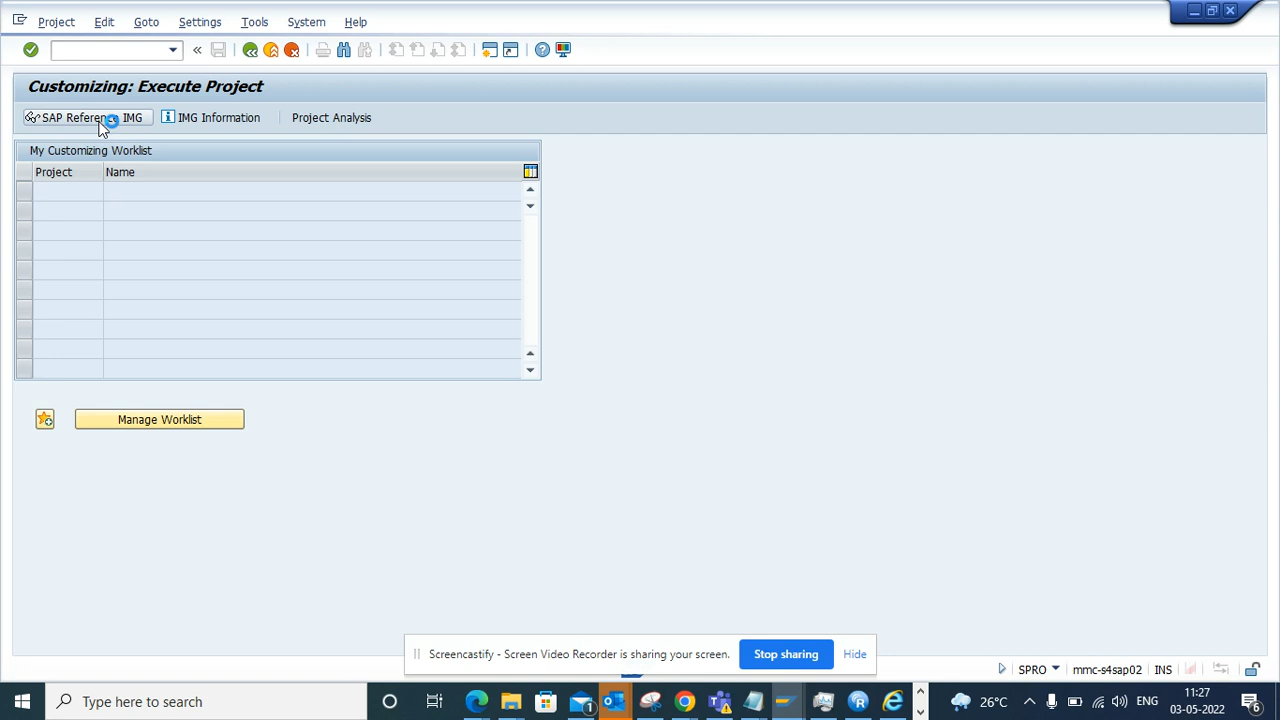 Project Edit Goto Settings Tools System Help
Customizing: Execute Project
SAP Reference IMG IMG Information Project Analysis
My Customizing Worklist
Project Name
Manage Worklist
Screencastify - Screen Video Recorder is sharing your screen. Stop sharing Hide
SPRO mmc-s4sap02 INS
Type here to search
1
26°C ENG
11:27
03-05-2022
6